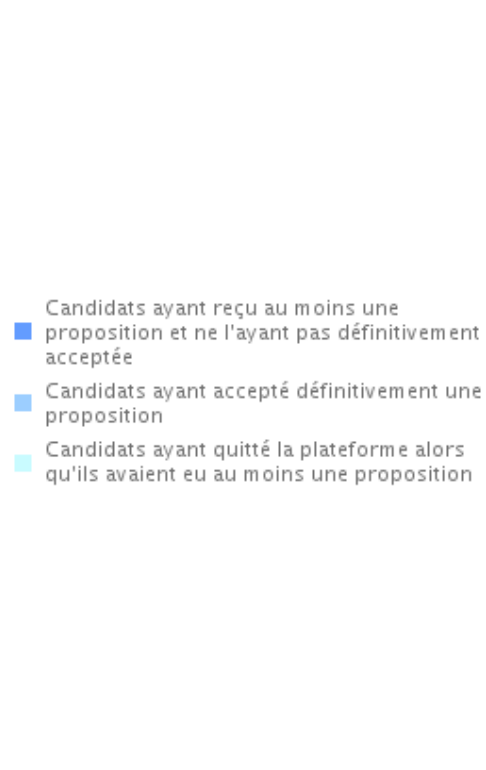 Candidats ayant reçu au moins une
proposition et ne l'ayant pas définitivement
acceptée
Candidats ayant accepté définitivement une
proposition
Candidats ayant quitté la plateforme alors
qu'ils avaient eu au moins une proposition